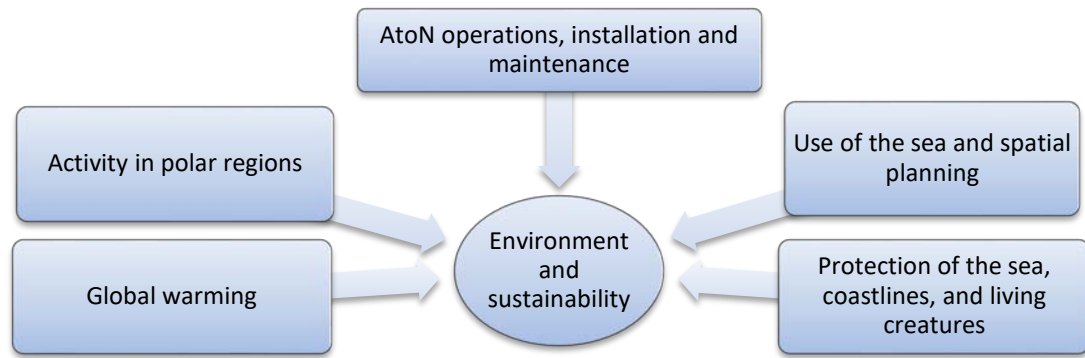 AtoN operations, installation and
maintenance
Activity in polar regions
Use of the sea and spatial
planning
Environment
and
sustainability
Global warming
Protection of the sea,
coastlines, and living
creatures